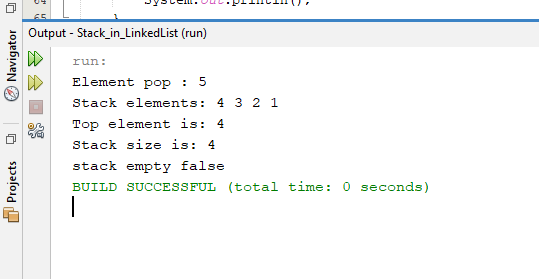 64 System.out.println();
65 }
Output - Stack_in_LinkedList (run)
Navigator
Projects
run:
Element pop : 5
Stack elements: 4 3 2 1
Top element is: 4
Stack size is: 4
stack empty false
BUILD SUCCESSFUL (total time: 0 seconds)